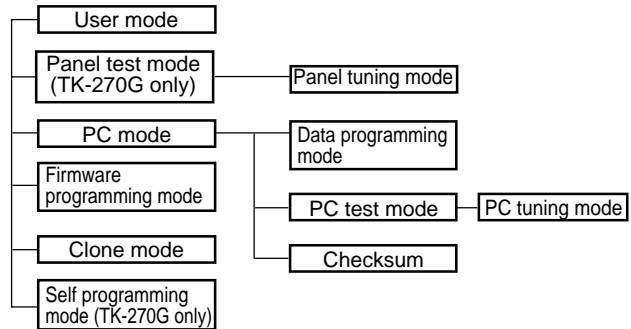 User mode
Panel test mode
(TK-270G only)
Panel tuning mode
PC mode
Data programming
mode
Firmware
programming mode
PC test mode
PC tuning mode
Clone mode
Checksum
Self programming
mode (TK-270G only)